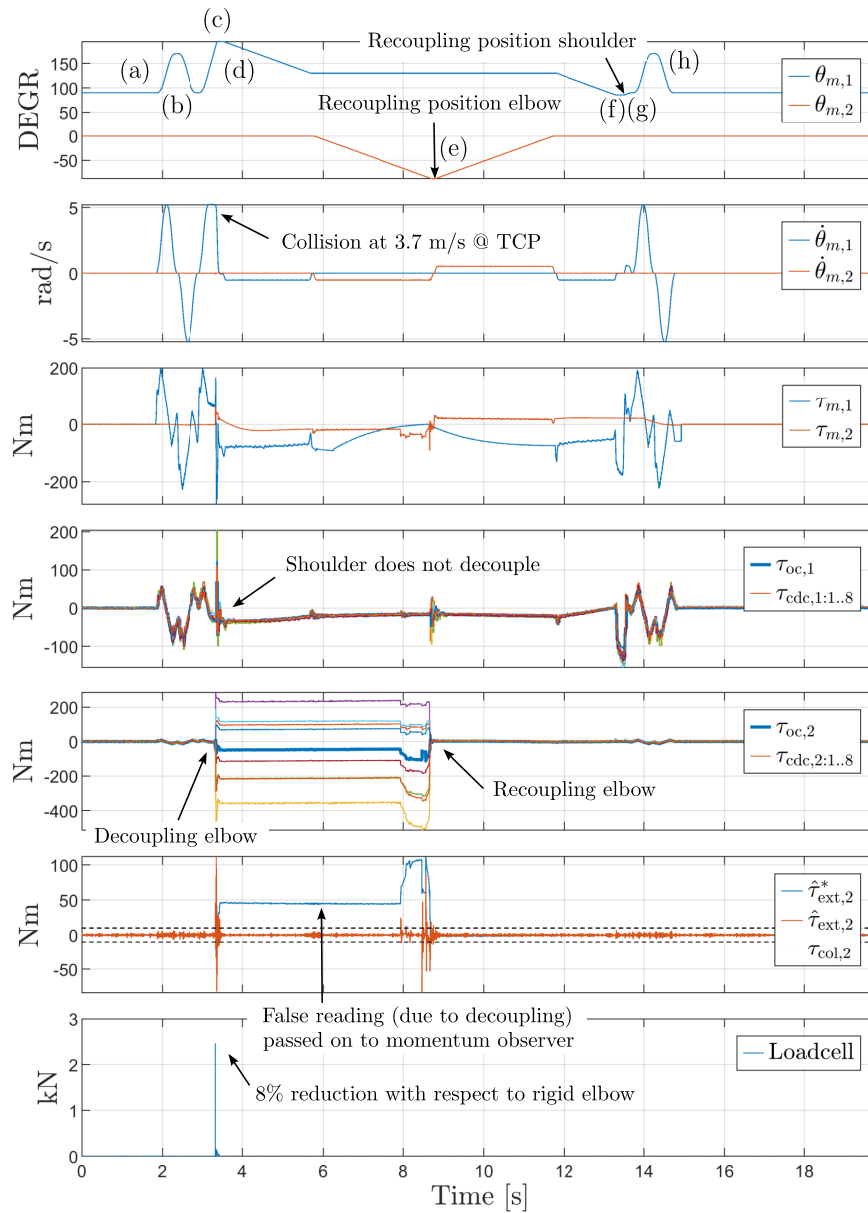 (c)
Recoupling position shoulder
(a)
(d)
(h)
(b)
Recoupling position elbow
(f)(g)
(e)
150
100
50
0
-50
DEGR
θm,1
θm,2
5
0
-5
rad/s
Collision at 3.7 m/s @ TCP
θ̇m,1
θ̇m,2
200
0
-200
Nm
τm,1
τm,2
200
100
0
-100
Nm
Shoulder does not decouple
τoc,1
τcdc,1:1..8
200
0
-200
-400
Nm
Decoupling elbow
Recoupling elbow
τoc,2
τcdc,2:1..8
100
50
0
-50
Nm
τ̂*ext,2
τ̂ext,2
τcol,2
False reading (due to decoupling)
passed on to momentum observer
3
2
1
0
kN
8% reduction with respect to rigid elbow
Loadcell
0 2 4 6 8 10 12 14 16 18
Time [s]